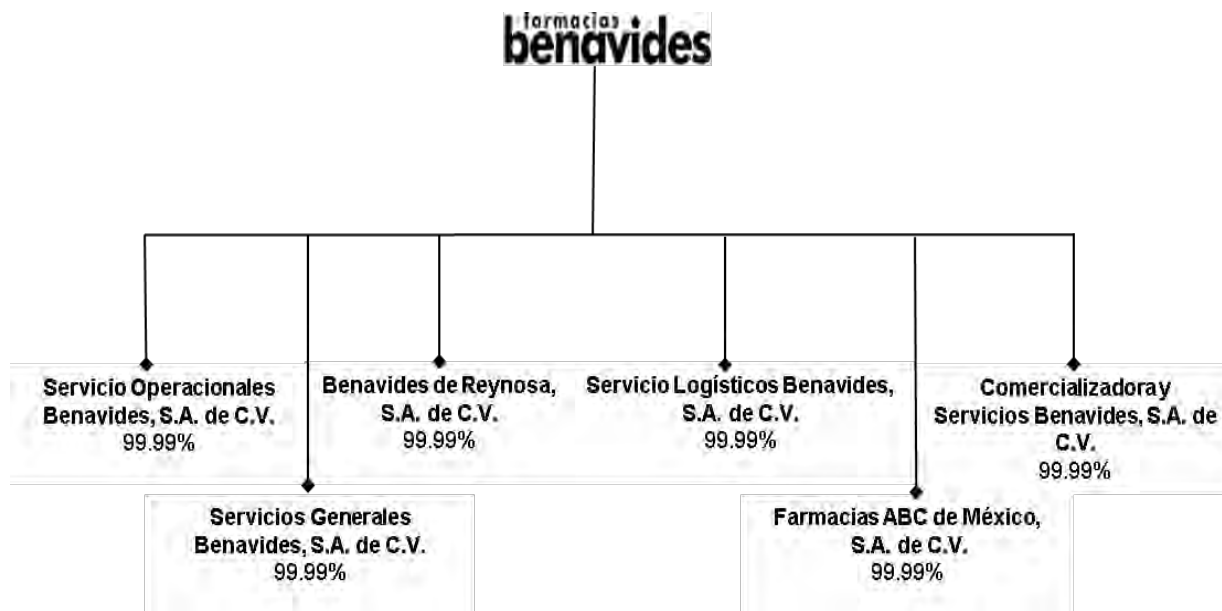 farmacias
benavides
Servicio Operacionales
Benavides, S.A. de C.V.
99.99%
Benavides de Reynosa,
S.A. de C.V.
99.99%
Servicio Logísticos Benavides,
S.A. de C.V.
99.99%
Comercializadora y
Servicios Benavides, S.A. de
C.V.
99.99%
Servicios Generales
Benavides, S.A. de C.V.
99.99%
Farmacias ABC de México,
S.A. de C.V.
99.99%